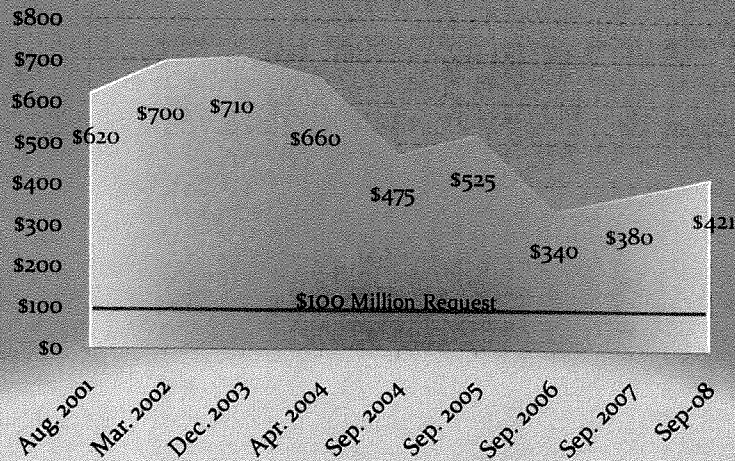 $800
$700
$600
$500
$400
$300
$200
$100
$0
$620
$700
$710
$660
$475
$525
$340
$380
$421
$100 Million Request
Aug. 2001
Mar. 2002
Dec. 2003
Apr. 2004
Sep. 2004
Sep. 2005
Sep. 2006
Sep. 2007
Sep-08